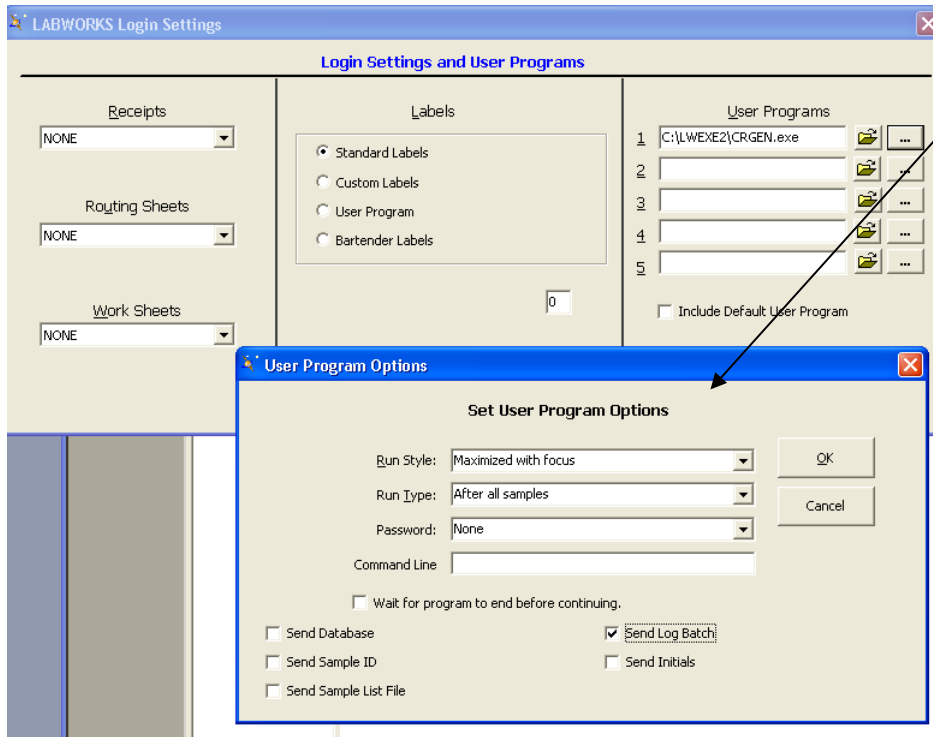 LABWORKS Login Settings
Login Settings and User Programs
Receipts
NONE
Routing Sheets
NONE
Work Sheets
NONE
Labels
Standard Labels
Custom Labels
User Program
Bartender Labels
0
User Programs
1 C:\LWEXE2\CRGEN.exe ...
2 ...
3 ...
4 ...
5 ...
Include Default User Program
User Program Options
Set User Program Options
Run Style: Maximized with focus
Run Type: After all samples
Password: None
Command Line
OK
Cancel
Wait for program to end before continuing.
Send Database
Send Log Batch
Send Sample ID
Send Initials
Send Sample List File